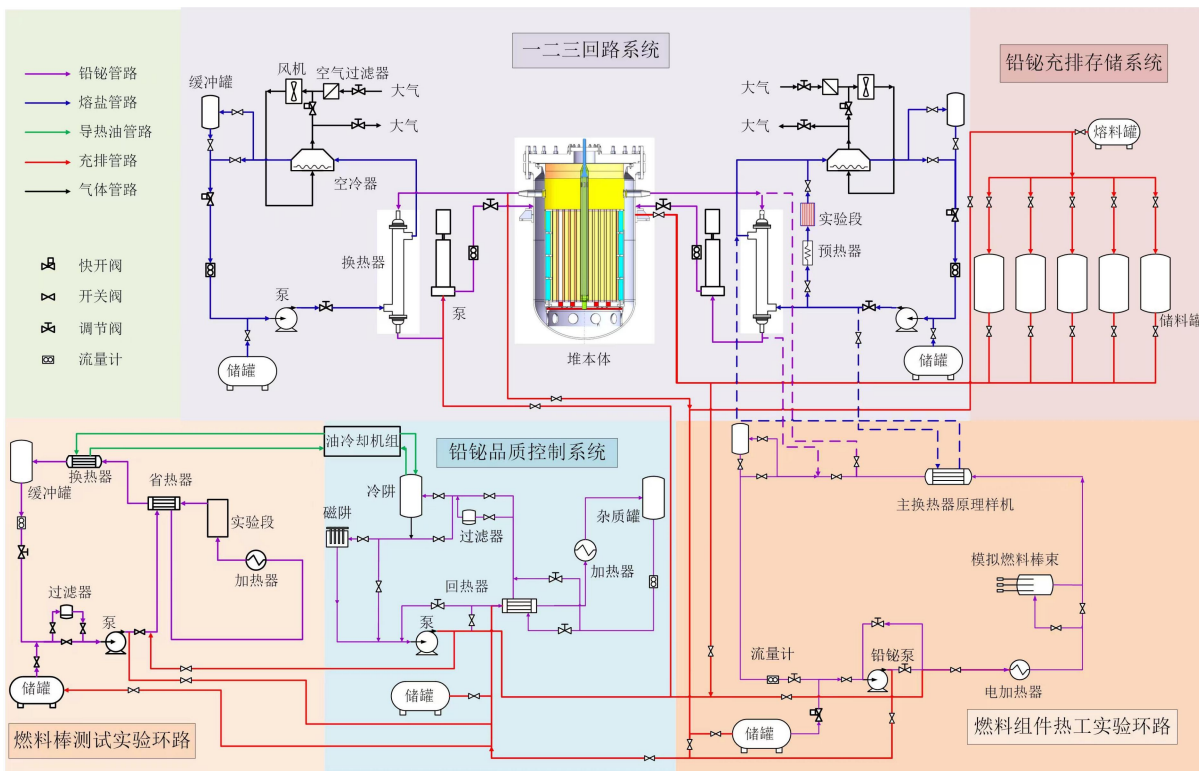 一二三回路系统
铅铋充排存储系统
铅铋管路
熔盐管路
导热油管路
充排管路
气体管路
快开阀
开关阀
调节阀
流量计
缓冲罐
风机
空气过滤器
大气
大气
空冷器
换热器
泵
泵
储罐
堆本体
大气
大气
实验段
预热器
储罐
熔料罐
储料罐
油冷却机组
铅铋品质控制系统
换热器
缓冲罐
省热器
实验段
加热器
过滤器
泵
储罐
燃料棒测试实验环路
冷阱
磁阱
过滤器
杂质罐
加热器
回热器
泵
储罐
主换热器原理样机
模拟燃料棒束
流量计
铅铋泵
电加热器
储罐
燃料组件热工实验环路